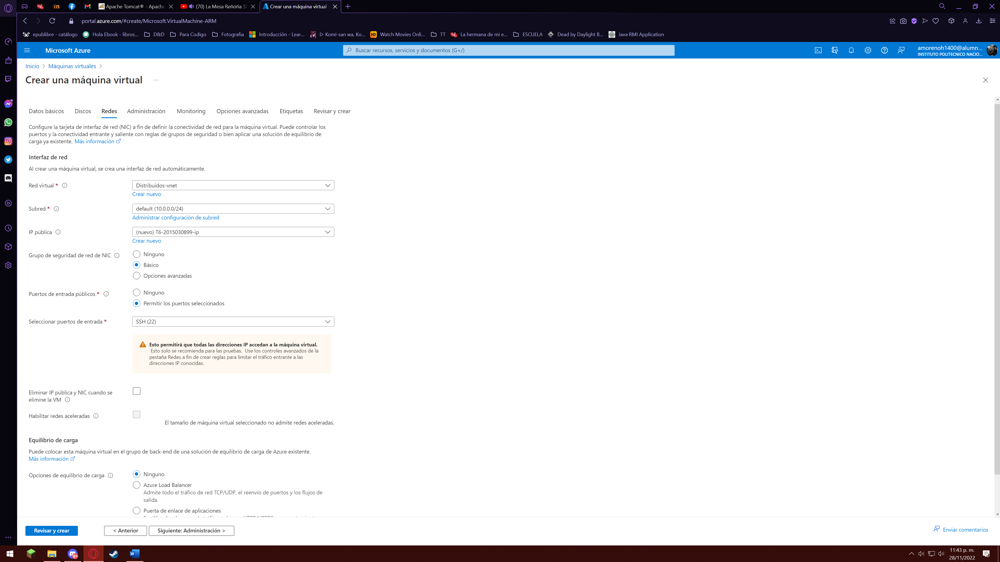 Apache Tomcat® - Apache
(70) La Mesa Reñoña 32
Crear una máquina virtual
portal.azure.com/#create/Microsoft.VirtualMachine-ARM
epublibre - catálogo
Hola Ebook - libros...
D&D
Para Codigo
Fotografia
Introducción - Lear...
▷ Komi-san wa, Ko...
Watch Movies Onli...
TT
La hermana de mi e...
ESCUELA
Dead by Daylight B...
Java RMI Application
Microsoft Azure
Buscar recursos, servicios y documentos (G+/)
amorenoh1400@alumn...
INSTITUTO POLITECNICO NACIO...
Inicio > Máquinas virtuales >
Crear una máquina virtual ...
Datos básicos Discos Redes Administración Monitoring Opciones avanzadas Etiquetas Revisar y crear
Configure la tarjeta de interfaz de red (NIC) a fin de definir la conectividad de red para la máquina virtual. Puede controlar los
puertos y la conectividad entrante y saliente con reglas de grupos de seguridad o bien aplicar una solución de equilibrio de
carga ya existente. Más información
Interfaz de red
Al crear una máquina virtual, se crea una interfaz de red automáticamente.
Red virtual *
Distribuidos-vnet
Crear nuevo
Subred *
default (10.0.0.0/24)
Administrar configuración de subred
IP pública
(nuevo) T6-2015030899-ip
Crear nuevo
Grupo de seguridad de red de NIC
Ninguno
Básico
Opciones avanzadas
Puertos de entrada públicos *
Ninguno
Permitir los puertos seleccionados
Seleccionar puertos de entrada *
SSH (22)
Esto permitirá que todas las direcciones IP accedan a la máquina virtual.
Esto solo se recomienda para las pruebas. Use los controles avanzados de la
pestaña Redes a fin de crear reglas para limitar el tráfico entrante a las
direcciones IP conocidas.
Eliminar IP pública y NIC cuando se
elimine la VM
Habilitar redes aceleradas
El tamaño de máquina virtual seleccionado no admite redes aceleradas.
Equilibrio de carga
Puede colocar esta máquina virtual en el grupo de back-end de una solución de equilibrio de carga de Azure existente.
Más información
Opciones de equilibrio de carga
Ninguno
Azure Load Balancer
Admite todo el tráfico de red TCP/UDP, el reenvío de puertos y los flujos de
salida.
Puerta de enlace de aplicaciones
Revisar y crear
< Anterior
Siguiente: Administración >
Enviar comentarios
9+
11:43 p. m.
28/11/2022